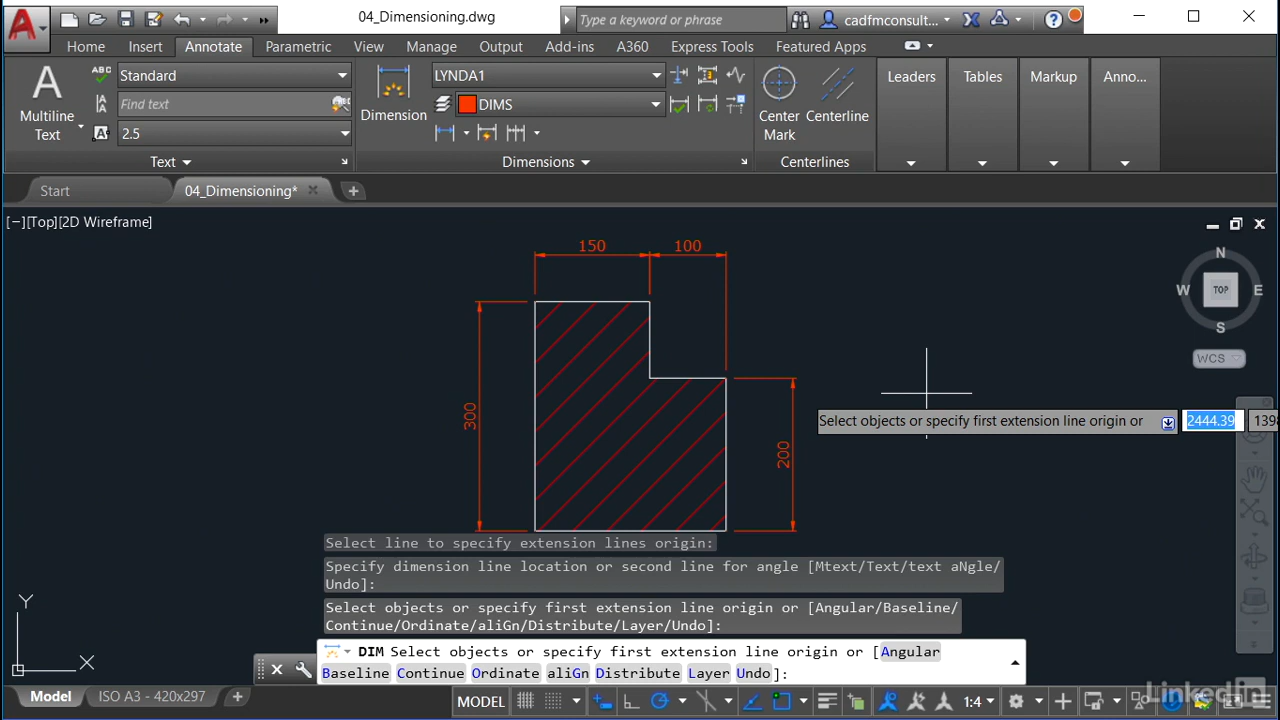 04_Dimensioning.dwg
Type a keyword or phrase
cadfmconsult...
Home Insert Annotate Parametric View Manage Output Add-ins A360 Express Tools Featured Apps
A
Multiline
Text
Standard
Find text
2.5
Text
Dimension
LYNDA1
DIMS
Dimensions
Center
Mark
Centerline
Centerlines
Leaders
Tables
Markup
Anno...
Start
04_Dimensioning*
[−][Top][2D Wireframe]
150 100
300
200
N
W TOP E
S
WCS
Select objects or specify first extension line origin or 2444.39 139
Select line to specify extension lines origin:
Specify dimension line location or second line for angle [Mtext/Text/text aNgle/
Undo]:
Select objects or specify first extension line origin or [Angular/Baseline/
Continue/Ordinate/aliGn/Distribute/Layer/Undo]:
DIM Select objects or specify first extension line origin or [Angular
Baseline Continue Ordinate aliGn Distribute Layer Undo]:
Y
X
Model ISO A3 - 420x297
MODEL
1:4
LinkedIn